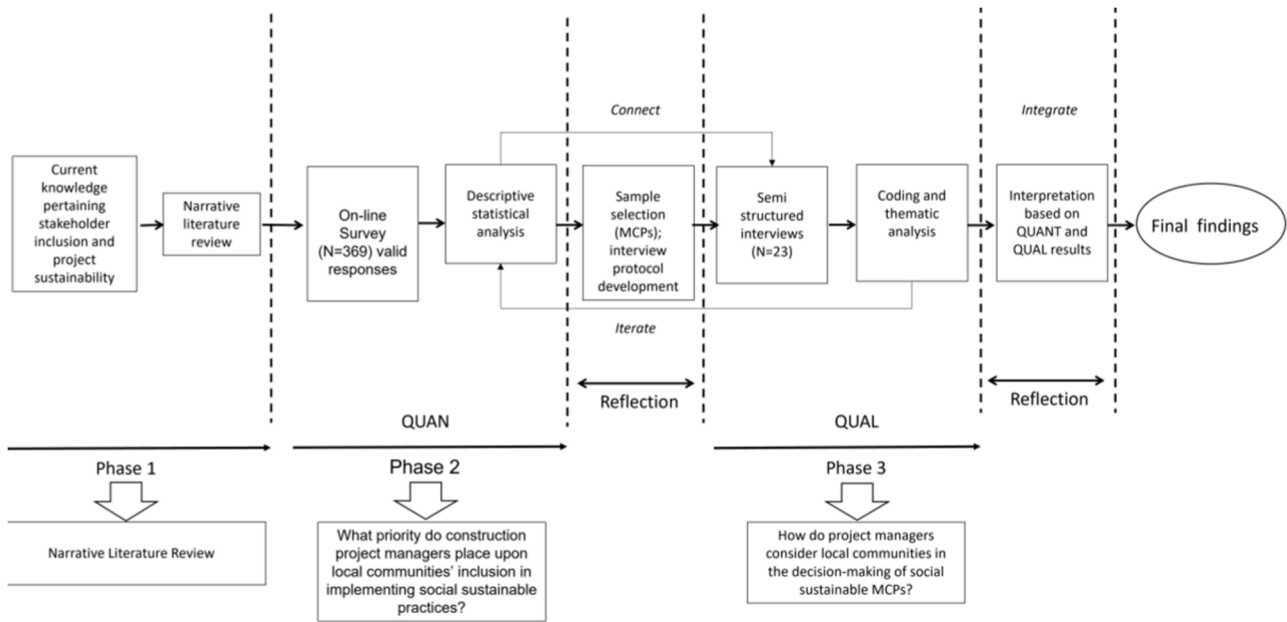 Connect
Integrate
Current
knowledge
pertaining
stakeholder
inclusion and
project
sustainability
Narrative
literature
review
On-line
Survey
(N=369) valid
responses
Descriptive
statistical
analysis
Sample
selection
(MCPs);
interview
protocol
development
Semi
structured
interviews
(N=23)
Coding and
thematic
analysis
Interpretation
based on
QUANT and
QUAL results
Final findings
Iterate
Reflection
Reflection
QUAN
QUAL
Phase 1
Phase 2
Phase 3
Narrative Literature Review
What priority do construction
project managers place upon
local communities’ inclusion in
implementing social sustainable
practices?
How do project managers
consider local communities in
the decision-making of social
sustainable MCPs?